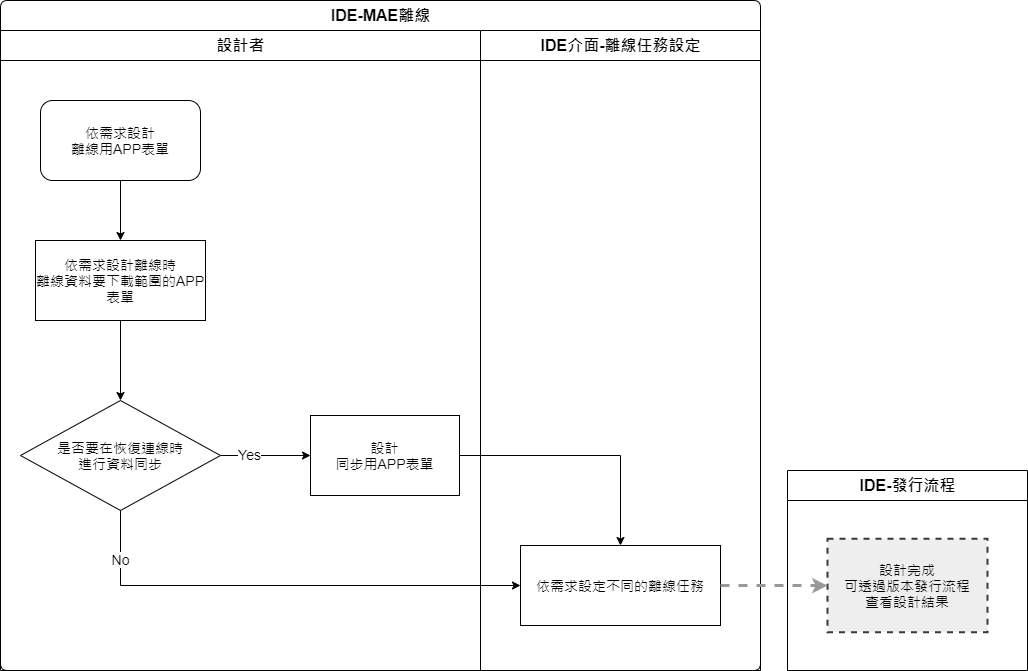 IDE-MAE離線
設計者
IDE介面-離線任務設定
依需求設計
離線用APP表單
依需求設計離線時
離線資料要下載範圍的APP
表單
是否要在恢復連線時
進行資料同步
Yes
設計
同步用APP表單
No
依需求設定不同的離線任務
IDE-發行流程
設計完成
可透過版本發行流程
查看設計結果